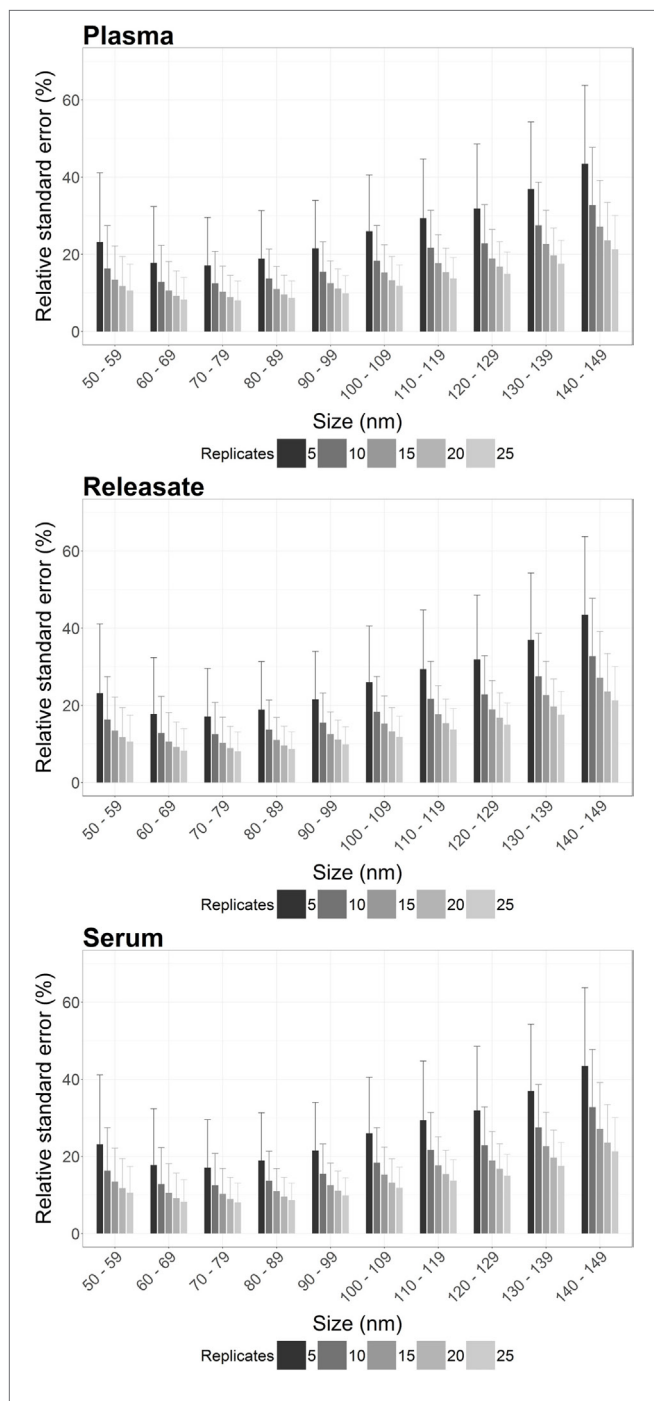 Plasma
Relative standard error (%)
60
40
20
0
50 - 59
60 - 69
70 - 79
80 - 89
90 - 99
100 - 109
110 - 119
120 - 129
130 - 139
140 - 149
Size (nm)
Replicates 5 10 15 20 25
Releasate
Relative standard error (%)
60
40
20
0
50 - 59
60 - 69
70 - 79
80 - 89
90 - 99
100 - 109
110 - 119
120 - 129
130 - 139
140 - 149
Size (nm)
Replicates 5 10 15 20 25
Serum
Relative standard error (%)
60
40
20
0
50 - 59
60 - 69
70 - 79
80 - 89
90 - 99
100 - 109
110 - 119
120 - 129
130 - 139
140 - 149
Size (nm)
Replicates 5 10 15 20 25